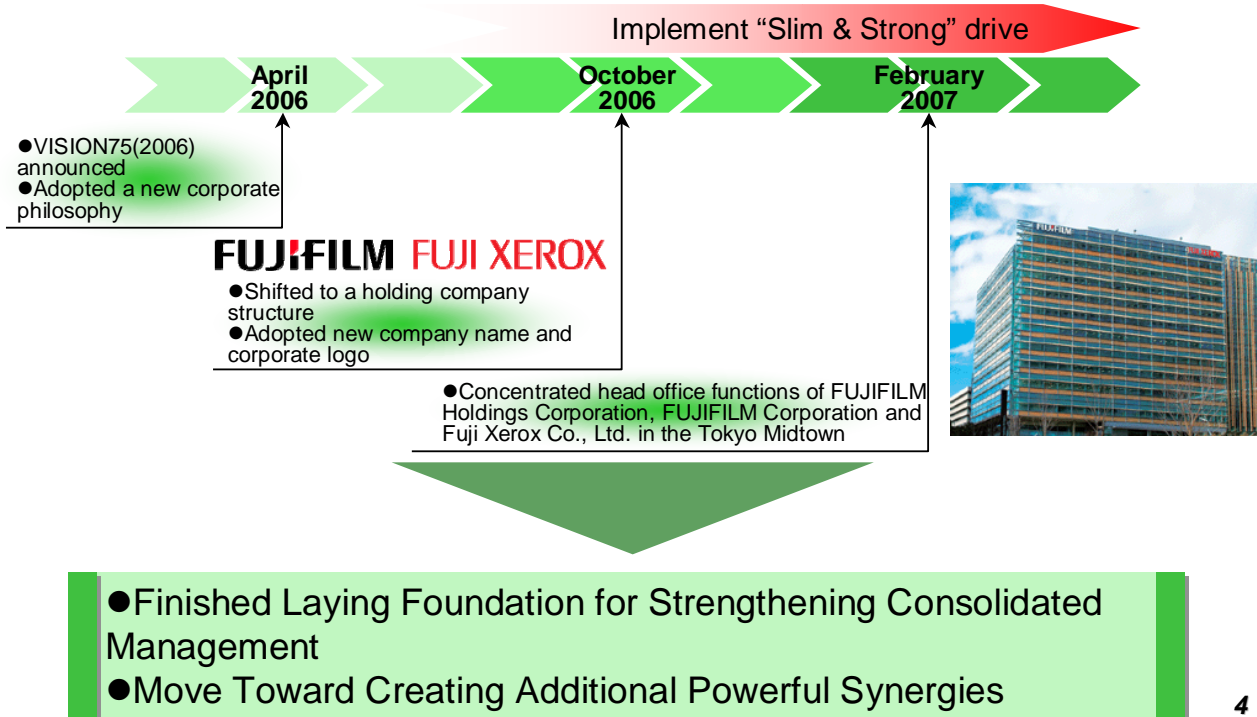 Implement “Slim & Strong” drive
April
2006
October
2006
February
2007
●VISION75(2006)
announced
●Adopted a new corporate
philosophy
FUJIFILM FUJI XEROX
●Shifted to a holding company
structure
●Adopted new company name and
corporate logo
●Concentrated head office functions of FUJIFILM
Holdings Corporation, FUJIFILM Corporation and
Fuji Xerox Co., Ltd. in the Tokyo Midtown
FUJIFILM
●Finished Laying Foundation for Strengthening Consolidated
Management
●Move Toward Creating Additional Powerful Synergies
4